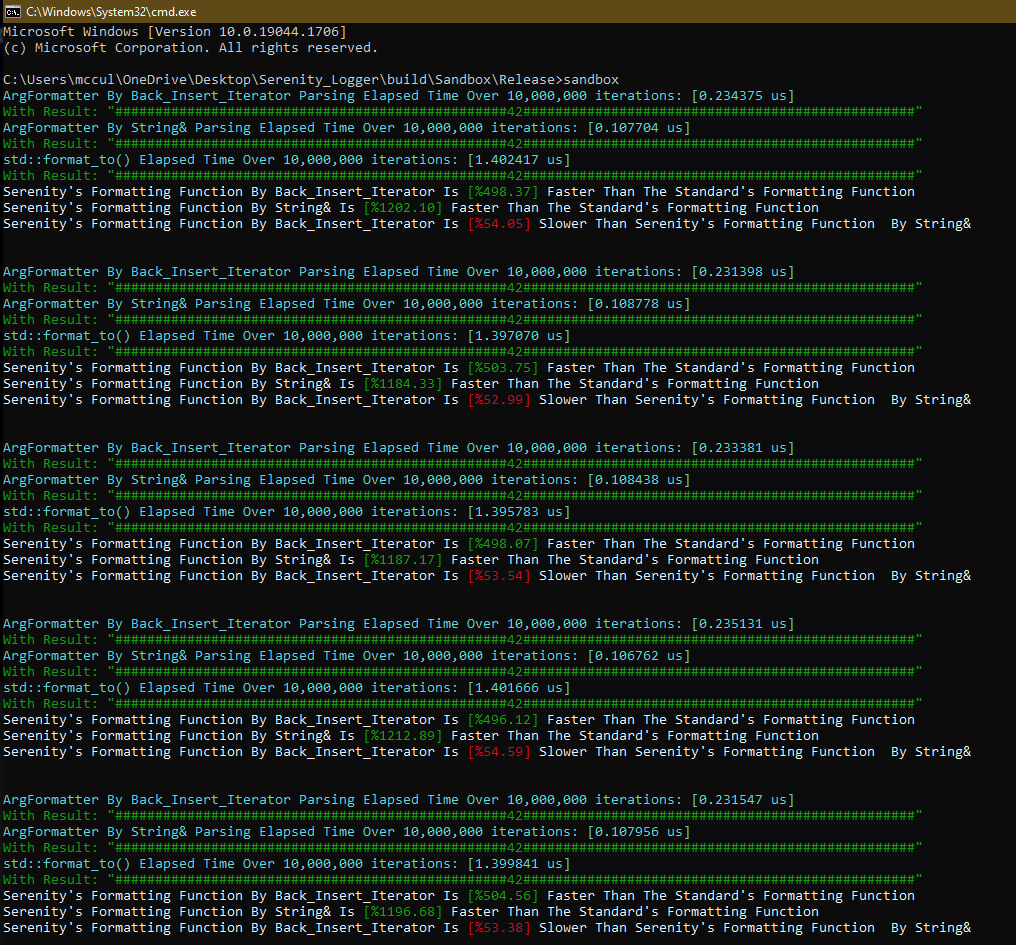 C:\Windows\System32\cmd.exe
Microsoft Windows [Version 10.0.19044.1706]
(c) Microsoft Corporation. All rights reserved.
C:\Users\mccul\OneDrive\Desktop\Serenity_Logger\build\Sandbox\Release>sandbox
ArgFormatter By Back_Insert_Iterator Parsing Elapsed Time Over 10,000,000 iterations: [0.234375 us]
With Result: "#################################################42#################################################"
ArgFormatter By String& Parsing Elapsed Time Over 10,000,000 iterations: [0.107704 us]
With Result: "#################################################42#################################################"
std::format_to() Elapsed Time Over 10,000,000 iterations: [1.402417 us]
With Result: "#################################################42#################################################"
Serenity's Formatting Function By Back_Insert_Iterator Is [%498.37] Faster Than The Standard's Formatting Function
Serenity's Formatting Function By String& Is [%1202.10] Faster Than The Standard's Formatting Function
Serenity's Formatting Function By Back_Insert_Iterator Is [%54.05] Slower Than Serenity's Formatting Function  By String&
ArgFormatter By Back_Insert_Iterator Parsing Elapsed Time Over 10,000,000 iterations: [0.231398 us]
With Result: "#################################################42#################################################"
ArgFormatter By String& Parsing Elapsed Time Over 10,000,000 iterations: [0.108778 us]
With Result: "#################################################42#################################################"
std::format_to() Elapsed Time Over 10,000,000 iterations: [1.397070 us]
With Result: "#################################################42#################################################"
Serenity's Formatting Function By Back_Insert_Iterator Is [%503.75] Faster Than The Standard's Formatting Function
Serenity's Formatting Function By String& Is [%1184.33] Faster Than The Standard's Formatting Function
Serenity's Formatting Function By Back_Insert_Iterator Is [%52.99] Slower Than Serenity's Formatting Function  By String&
ArgFormatter By Back_Insert_Iterator Parsing Elapsed Time Over 10,000,000 iterations: [0.233381 us]
With Result: "#################################################42#################################################"
ArgFormatter By String& Parsing Elapsed Time Over 10,000,000 iterations: [0.108438 us]
With Result: "#################################################42#################################################"
std::format_to() Elapsed Time Over 10,000,000 iterations: [1.395783 us]
With Result: "#################################################42#################################################"
Serenity's Formatting Function By Back_Insert_Iterator Is [%498.07] Faster Than The Standard's Formatting Function
Serenity's Formatting Function By String& Is [%1187.17] Faster Than The Standard's Formatting Function
Serenity's Formatting Function By Back_Insert_Iterator Is [%53.54] Slower Than Serenity's Formatting Function  By String&
ArgFormatter By Back_Insert_Iterator Parsing Elapsed Time Over 10,000,000 iterations: [0.235131 us]
With Result: "#################################################42#################################################"
ArgFormatter By String& Parsing Elapsed Time Over 10,000,000 iterations: [0.106762 us]
With Result: "#################################################42#################################################"
std::format_to() Elapsed Time Over 10,000,000 iterations: [1.401666 us]
With Result: "#################################################42#################################################"
Serenity's Formatting Function By Back_Insert_Iterator Is [%496.12] Faster Than The Standard's Formatting Function
Serenity's Formatting Function By String& Is [%1212.89] Faster Than The Standard's Formatting Function
Serenity's Formatting Function By Back_Insert_Iterator Is [%54.59] Slower Than Serenity's Formatting Function  By String&
ArgFormatter By Back_Insert_Iterator Parsing Elapsed Time Over 10,000,000 iterations: [0.231547 us]
With Result: "#################################################42#################################################"
ArgFormatter By String& Parsing Elapsed Time Over 10,000,000 iterations: [0.107956 us]
With Result: "#################################################42#################################################"
std::format_to() Elapsed Time Over 10,000,000 iterations: [1.399841 us]
With Result: "#################################################42#################################################"
Serenity's Formatting Function By Back_Insert_Iterator Is [%504.56] Faster Than The Standard's Formatting Function
Serenity's Formatting Function By String& Is [%1196.68] Faster Than The Standard's Formatting Function
Serenity's Formatting Function By Back_Insert_Iterator Is [%53.38] Slower Than Serenity's Formatting Function  By String&